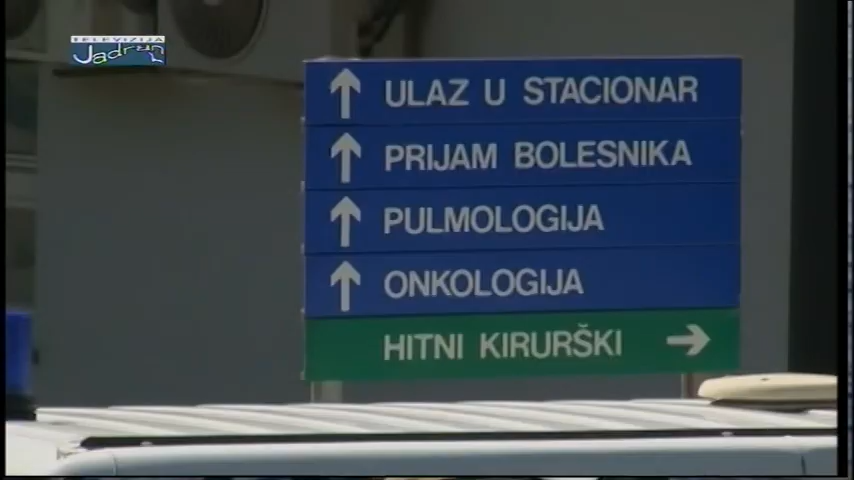 TELEVIZIJA
Jadran
ULAZ U STACIONAR
PRIJAM BOLESNIKA
PULMOLOGIJA
ONKOLOGIJA
HITNI KIRURŠKI